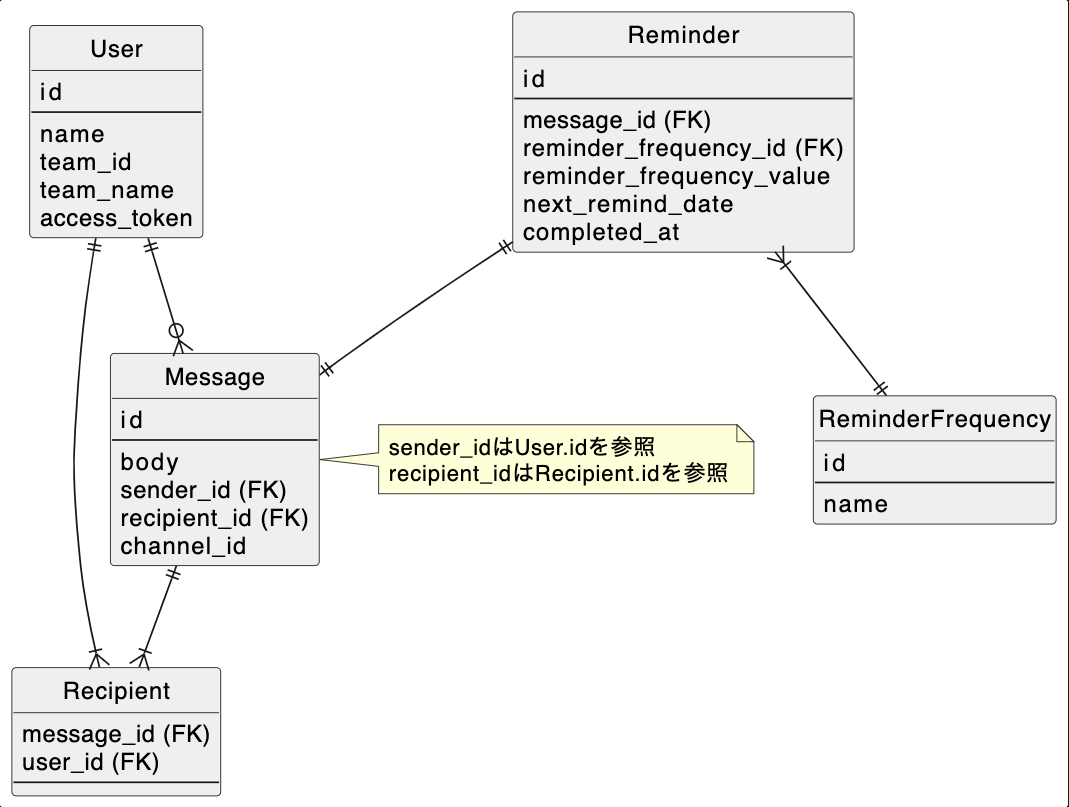 User
id
name
team_id
team_name
access_token
Reminder
id
message_id (FK)
reminder_frequency_id (FK)
reminder_frequency_value
next_remind_date
completed_at
Message
id
body
sender_id (FK)
recipient_id (FK)
channel_id
sender_idはUser.idを参照
recipient_idはRecipient.idを参照
ReminderFrequency
id
name
Recipient
message_id (FK)
user_id (FK)